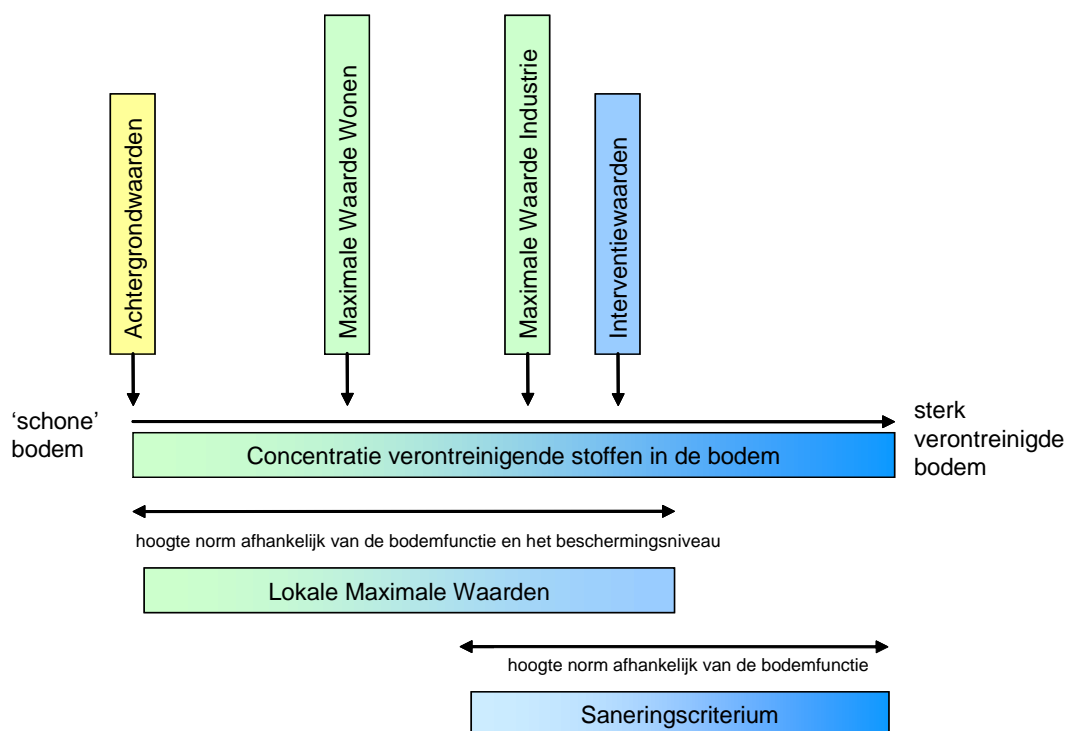 Achtergrondwaarden
Maximale Waarde Wonen
Maximale Waarde Industrie
Interventiewaarden
‘schone’
bodem
sterk
verontreinigde
bodem
Concentratie verontreinigende stoffen in de bodem
hoogte norm afhankelijk van de bodemfunctie en het beschermingsniveau
Lokale Maximale Waarden
hoogte norm afhankelijk van de bodemfunctie
Saneringscriterium